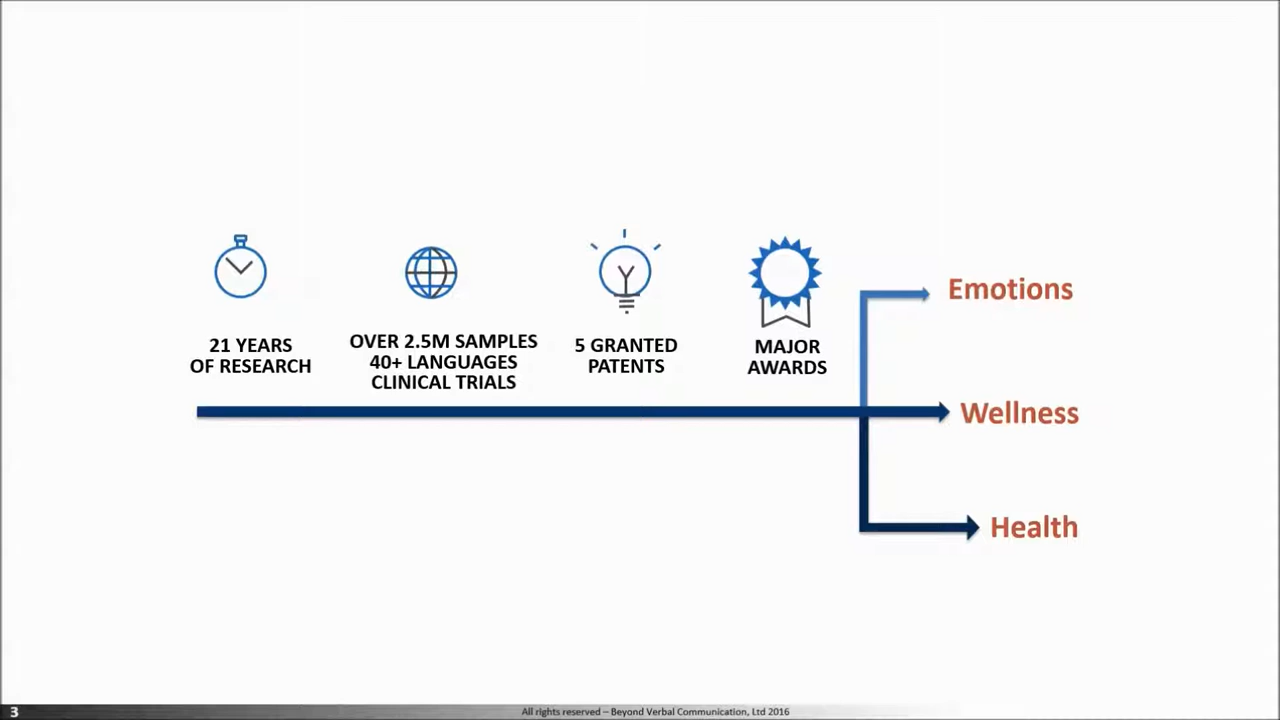 21 YEARS
OF RESEARCH
OVER 2.5M SAMPLES
40+ LANGUAGES
CLINICAL TRIALS
5 GRANTED
PATENTS
MAJOR
AWARDS
Emotions
Wellness
Health
3
All rights reserved – Beyond Verbal Communication, Ltd 2016